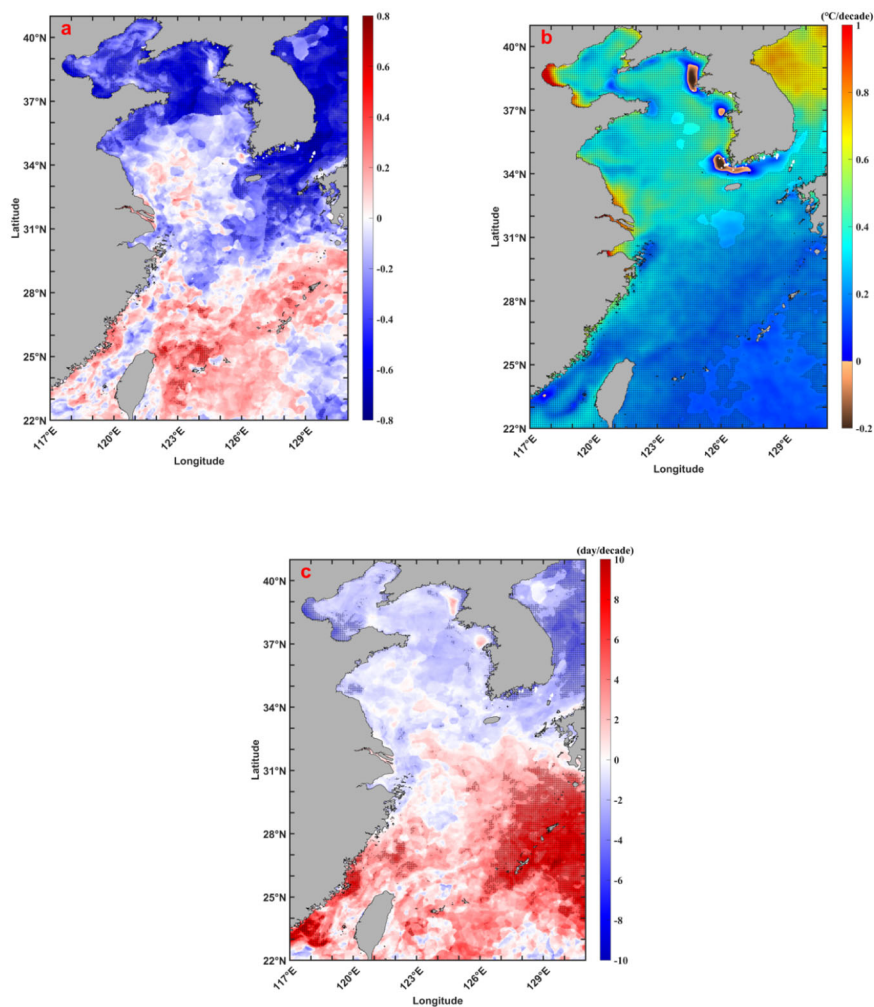 a
0.8
0.6
0.4
0.2
0
-0.2
-0.4
-0.6
-0.8
40°N
37°N
34°N
31°N
28°N
25°N
22°N
Latitude
117°E
120°E
123°E
126°E
129°E
Longitude
b
(°C/decade)
1
0.8
0.6
0.4
0.2
0
-0.2
40°N
37°N
34°N
31°N
28°N
25°N
22°N
Latitude
117°E
120°E
123°E
126°E
129°E
Longitude
c
(day/decade)
10
8
6
4
2
0
-2
-4
-6
-8
-10
40°N
37°N
34°N
31°N
28°N
25°N
22°N
Latitude
117°E
120°E
123°E
126°E
129°E
Longitude